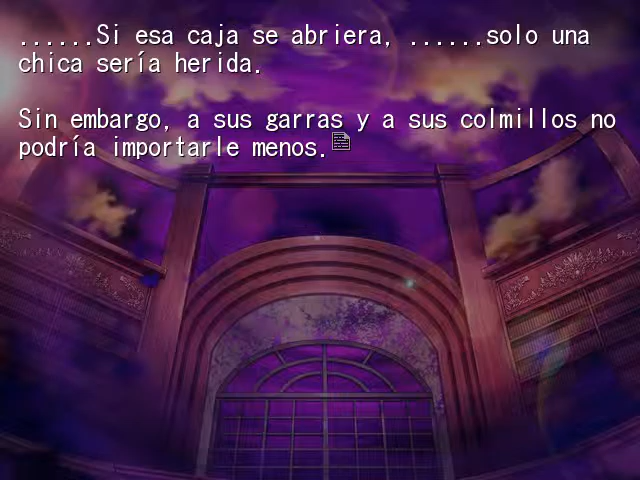 ......Si esa caja se abriera, ......solo una
chica sería herida.
Sin embargo, a sus garras y a sus colmillos no
podría importarle menos.